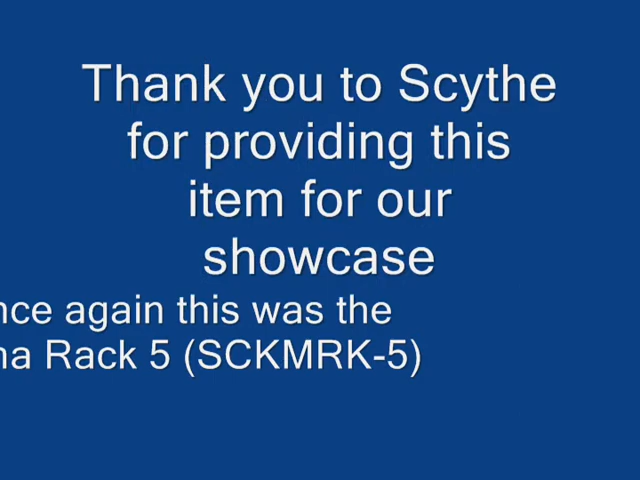 Thank you to Scythe
for providing this
item for our
showcase
nce again this was the
na Rack 5 (SCKMRK-5)